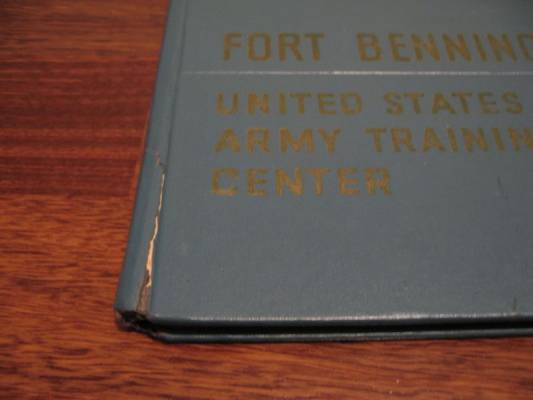 FORT BENNING
UNITED STATES
ARMY TRAINING
CENTER